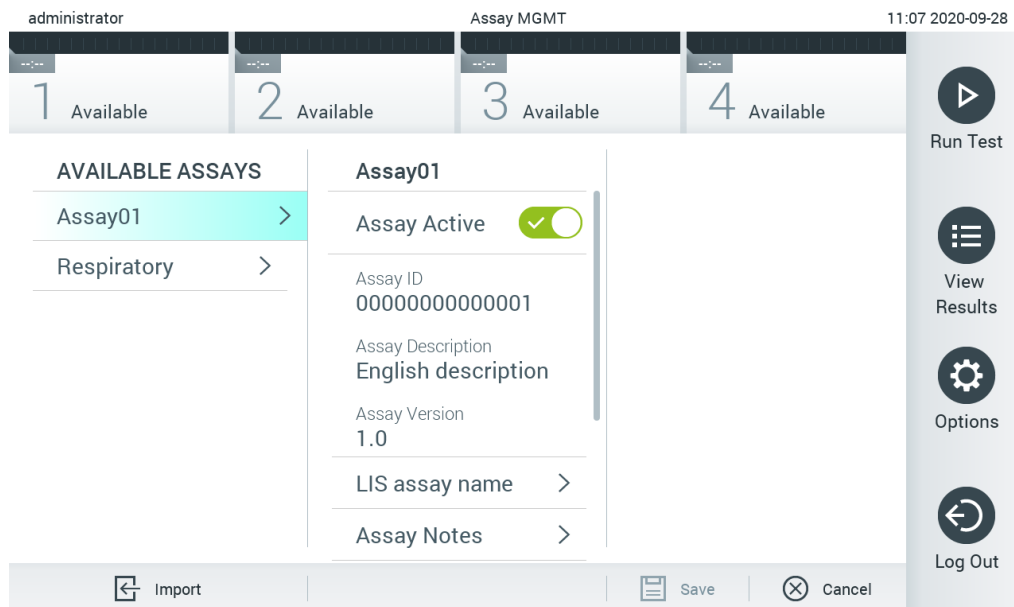 administrator
Assay MGMT
11:07 2020-09-28
--:--
1 Available
--:--
2 Available
--:--
3 Available
--:--
4 Available
AVAILABLE ASSAYS
Assay01
Respiratory
Assay01
Assay Active
Assay ID
00000000000001
Assay Description
English description
Assay Version
1.0
LIS assay name
Assay Notes
Run Test
View
Results
Options
Log Out
Import
Save
Cancel